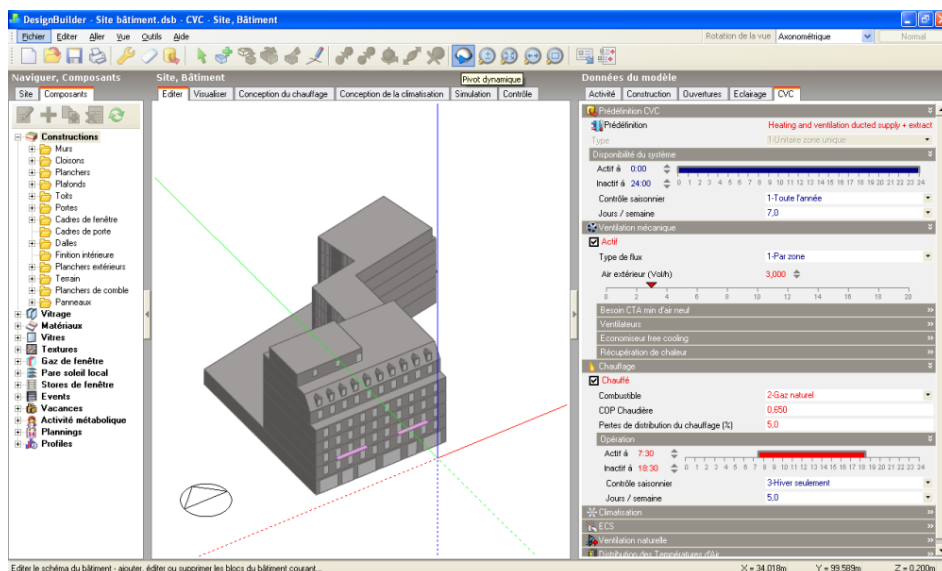 DesignBuilder - Site bâtiment.dsb - CVC - Site, Bâtiment
Fichier Editer Aller Vue Outils Aide
Rotation de la vue Axonométrique Normal
Pivot dynamique
Naviguer, Composants
Site Composants
Constructions
Murs
Cloisons
Planchers
Plafonds
Toits
Portes
Cadres de fenêtre
Cadres de porte
Dalles
Finition intérieure
Planchers extérieurs
Terrain
Planchers de comble
Panneaux
Vitrage
Matériaux
Vitres
Textures
Gaz de fenêtre
Pare soleil local
Stores de fenêtre
Events
Vacances
Activité métabolique
Plannings
Profiles
Site, Bâtiment
Editer Visualiser Conception du chauffage Conception de la climatisation Simulation Contrôle
Données du modèle
Activité Construction Ouvertures Eclairage CVC
Prédéfinition CVC
Prédéfinition Heating and ventilation ducted supply + extract
Type 1-Unitaire zone unique
Disponibilité du système
Actif à 0:00
Inactif à 24:00 0 1 2 3 4 5 6 7 8 9 10 11 12 13 14 15 16 17 18 19 20 21 22 23 24
Contrôle saisonnier 1-Toute l'année
Jours / semaine 7,0
Ventilation mécanique
Actif
Type de flux 1-Par zone
Air extérieur (Vol/h) 3,000
0 2 4 6 8 10 12 14 16 18 20
Besoin CTA min d'air neuf
Ventilateurs
Economiseur free cooling
Récupération de chaleur
Chauffage
Chauffé
Combustible 2-Gaz naturel
COP Chaudière 0,650
Pertes de distribution du chauffage (%) 5,0
Opération
Actif à 7:30
Inactif à 18:30 0 1 2 3 4 5 6 7 8 9 10 11 12 13 14 15 16 17 18 19 20 21 22 23 24
Contrôle saisonnier 3-Hiver seulement
Jours / semaine 5,0
Climatisation
ECS
Ventilation naturelle
Distribution des Températures d'Air
Editer le schéma du bâtiment - ajouter, éditer ou supprimer les blocs du bâtiment courant... X = 34.018m Y = 99.589m Z = 0.200m